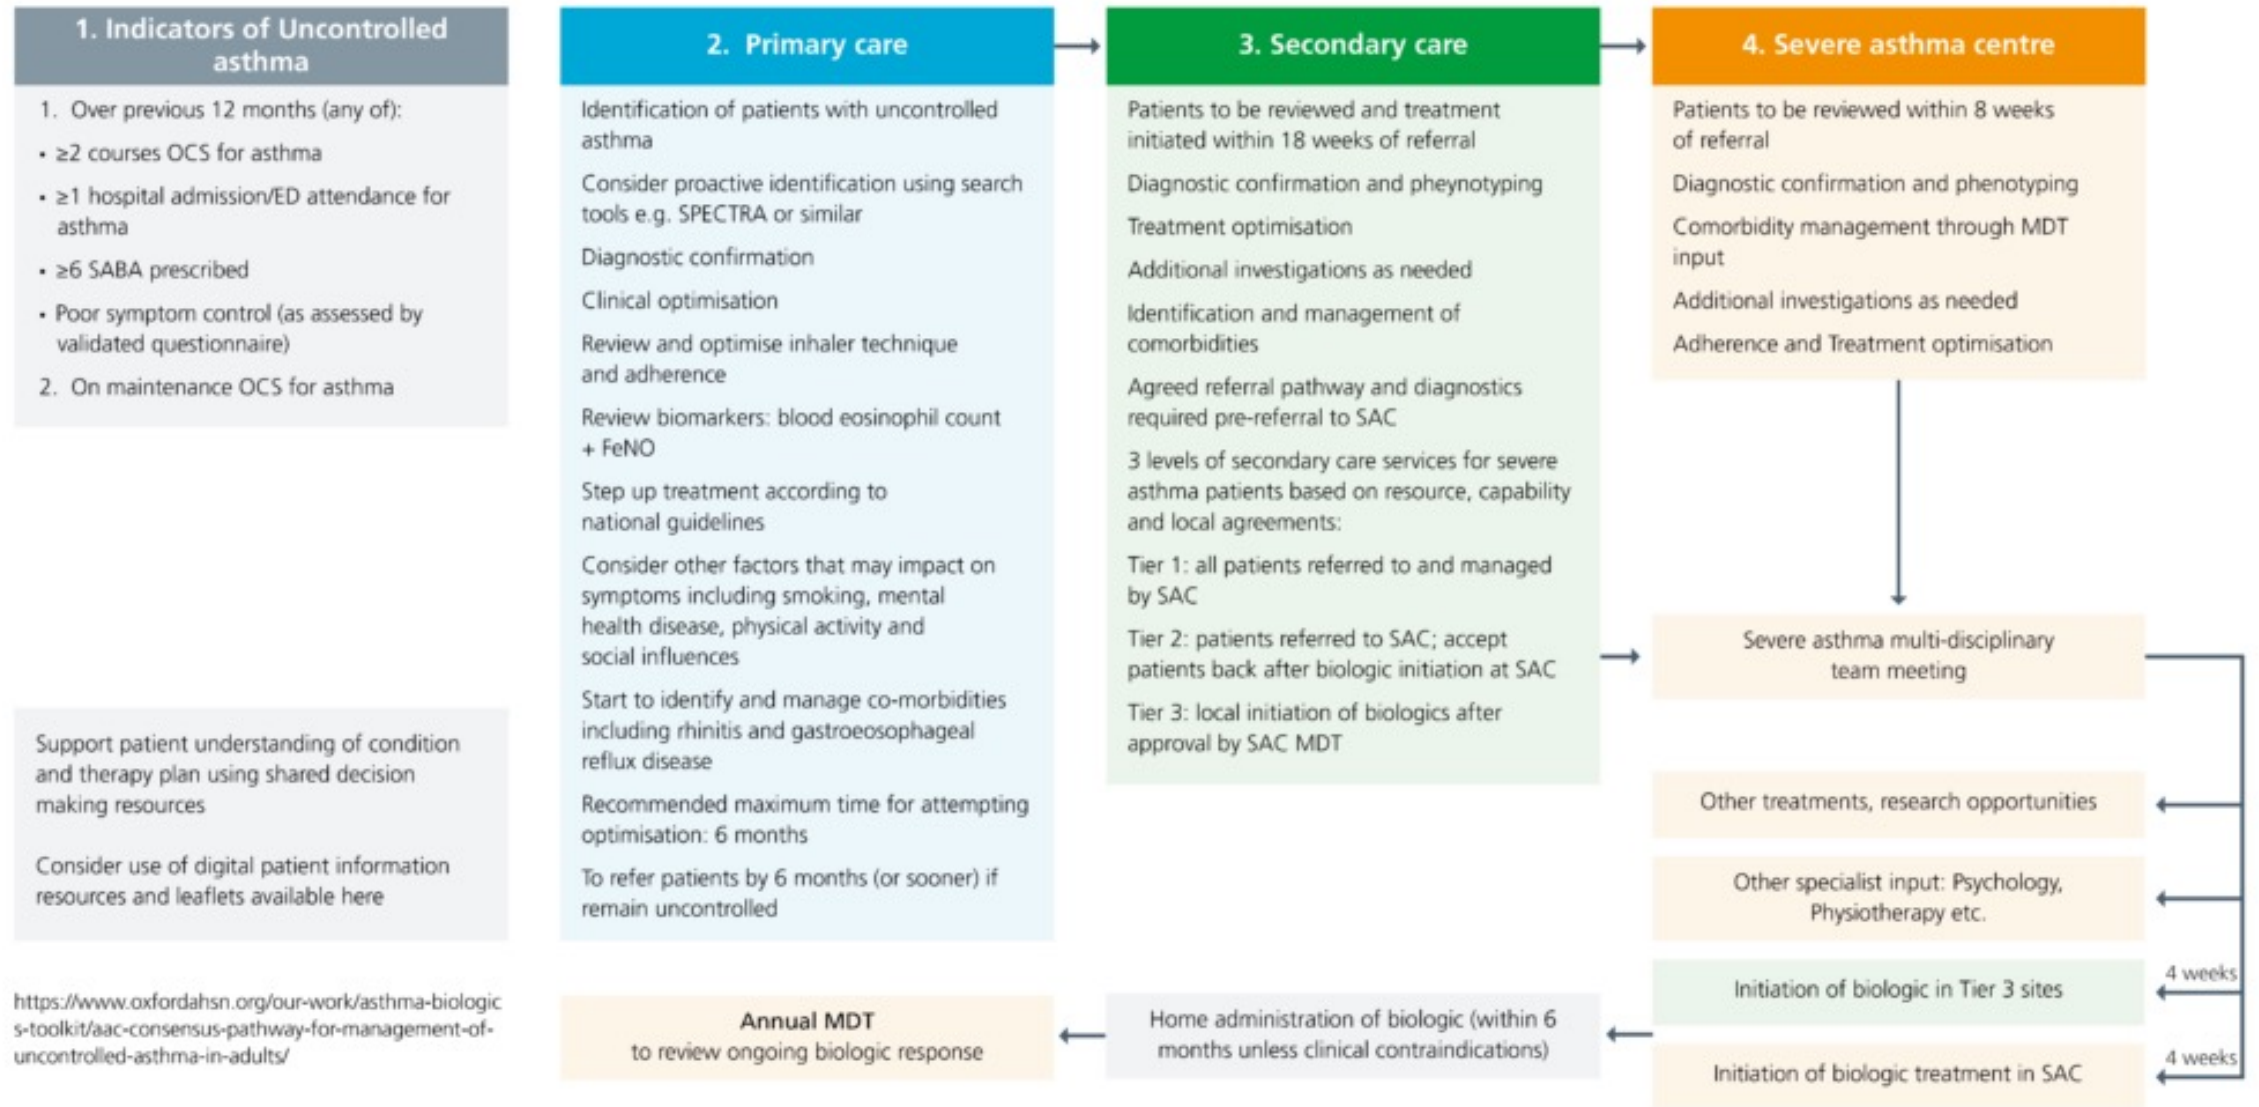 1. Indicators of Uncontrolled
asthma
1. Over previous 12 months (any of):
• ≥2 courses OCS for asthma
• ≥1 hospital admission/ED attendance for
asthma
• ≥6 SABA prescribed
• Poor symptom control (as assessed by
validated questionnaire)
2. On maintenance OCS for asthma
Support patient understanding of condition
and therapy plan using shared decision
making resources
Consider use of digital patient information
resources and leaflets available here
https://www.oxfordahsn.org/our-work/asthma-biologic
s-toolkit/aac-consensus-pathway-for-management-of-
uncontrolled-asthma-in-adults/
2. Primary care
Identification of patients with uncontrolled
asthma
Consider proactive identification using search
tools e.g. SPECTRA or similar
Diagnostic confirmation
Clinical optimisation
Review and optimise inhaler technique
and adherence
Review biomarkers: blood eosinophil count
+ FeNO
Step up treatment according to
national guidelines
Consider other factors that may impact on
symptoms including smoking, mental
health disease, physical activity and
social influences
Start to identify and manage co-morbidities
including rhinitis and gastroeosophageal
reflux disease
Recommended maximum time for attempting
optimisation: 6 months
To refer patients by 6 months (or sooner) if
remain uncontrolled
3. Secondary care
Patients to be reviewed and treatment
initiated within 18 weeks of referral
Diagnostic confirmation and pheynotyping
Treatment optimisation
Additional investigations as needed
Identification and management of
comorbidities
Agreed referral pathway and diagnostics
required pre-referral to SAC
3 levels of secondary care services for severe
asthma patients based on resource, capability
and local agreements:
Tier 1: all patients referred to and managed
by SAC
Tier 2: patients referred to SAC; accept
patients back after biologic initiation at SAC
Tier 3: local initiation of biologics after
approval by SAC MDT
4. Severe asthma centre
Patients to be reviewed within 8 weeks
of referral
Diagnostic confirmation and phenotyping
Comorbidity management through MDT
input
Additional investigations as needed
Adherence and Treatment optimisation
Severe asthma multi-disciplinary
team meeting
Other treatments, research opportunities
Other specialist input: Psychology,
Physiotherapy etc.
4 weeks
Initiation of biologic in Tier 3 sites
4 weeks
Initiation of biologic treatment in SAC
Home administration of biologic (within 6
months unless clinical contraindications)
Annual MDT
to review ongoing biologic response